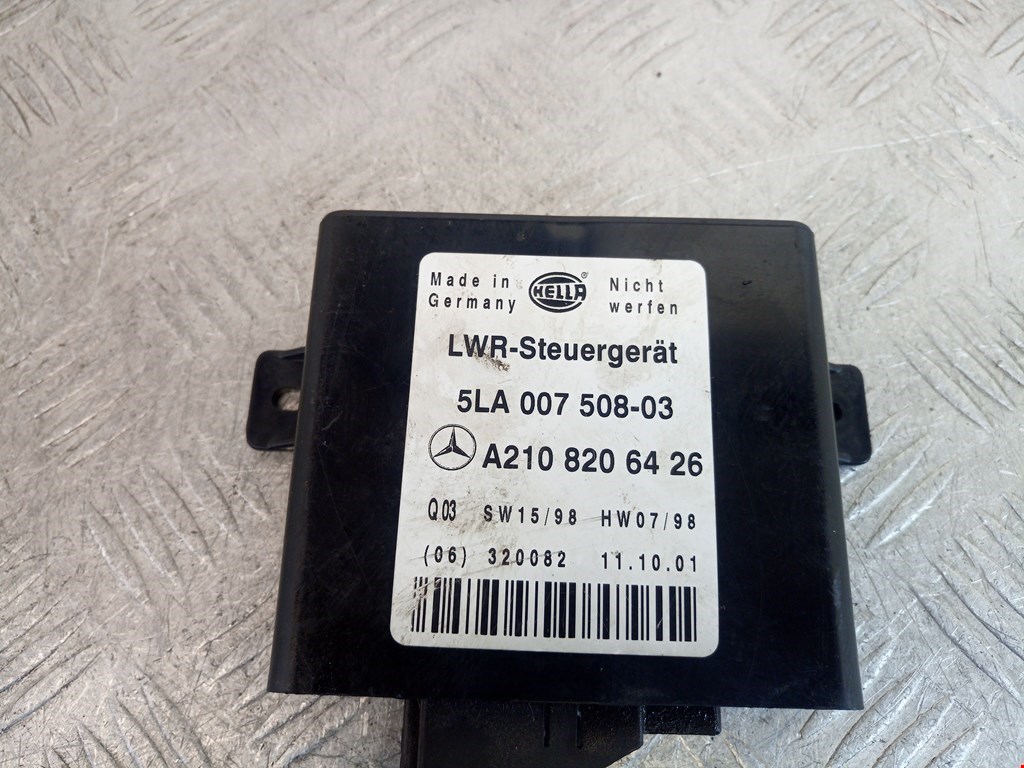 Made in Germany
HELLA ®
Nicht werfen
LWR-Steuergerät
5LA 007 508-03
A210 820 64 26
Q03 SW15/98 HW07/98
(06) 320082 11.10.01